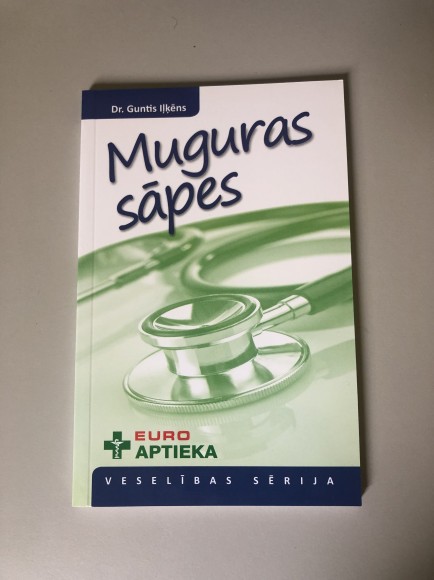 Dr. Guntis Iļķēns
Muguras
sāpes
EURO
APTIEKA
VESELĪBAS SĒRIJA